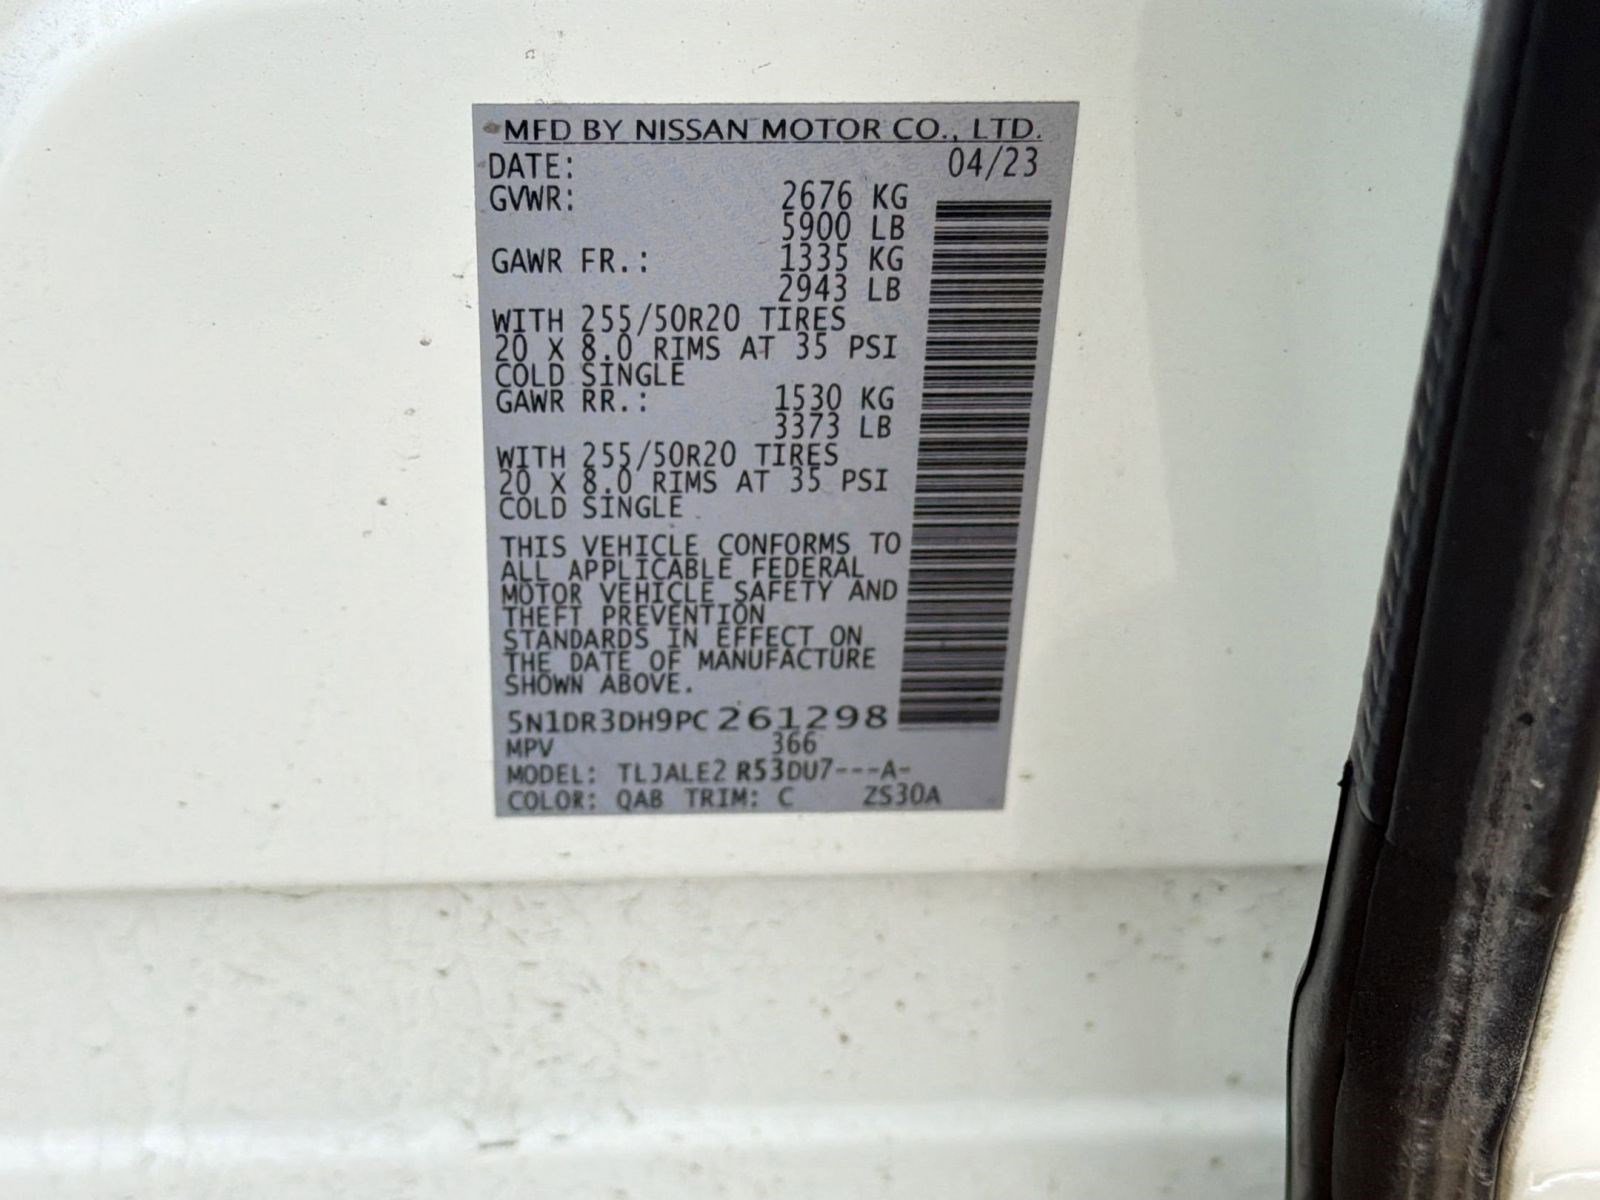 MFD BY NISSAN MOTOR CO., LTD.
DATE: 04/23
GVWR: 2676 KG
5900 LB
GAWR FR.: 1335 KG
2943 LB
WITH 255/50R20 TIRES
20 X 8.0 RIMS AT 35 PSI
COLD SINGLE
GAWR RR.: 1530 KG
3373 LB
WITH 255/50R20 TIRES
20 X 8.0 RIMS AT 35 PSI
COLD SINGLE
THIS VEHICLE CONFORMS TO
ALL APPLICABLE FEDERAL
MOTOR VEHICLE SAFETY AND
THEFT PREVENTION
STANDARDS IN EFFECT ON
THE DATE OF MANUFACTURE
SHOWN ABOVE.
5N1DR3DH9PC261298
MPV 366
MODEL: TLJALE2 R53DU7---A-
COLOR: QAB TRIM: C ZS30A